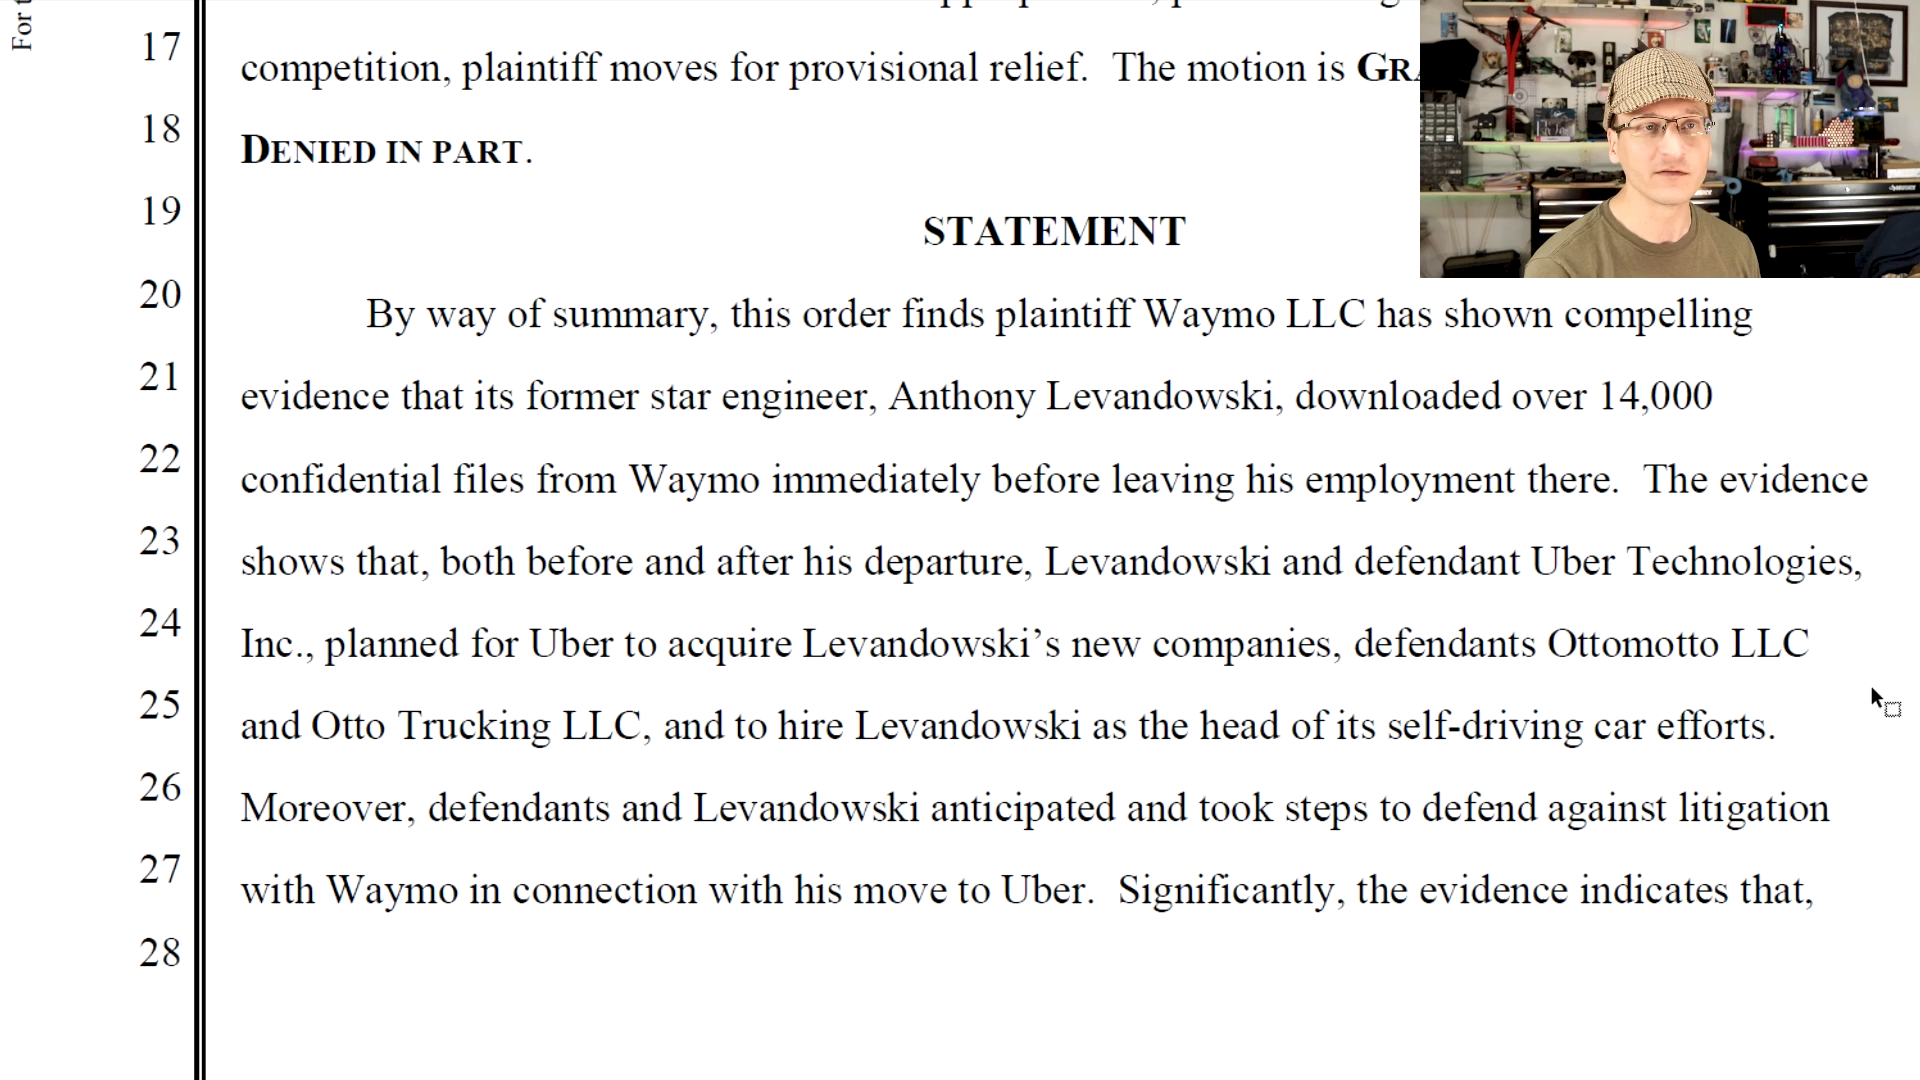 For t
17
competition, plaintiff moves for provisional relief. The motion is GRA
18
DENIED IN PART.
19
STATEMENT
20
By way of summary, this order finds plaintiff Waymo LLC has shown compelling
21
evidence that its former star engineer, Anthony Levandowski, downloaded over 14,000
22
confidential files from Waymo immediately before leaving his employment there. The evidence
23
shows that, both before and after his departure, Levandowski and defendant Uber Technologies,
24
Inc., planned for Uber to acquire Levandowski’s new companies, defendants Ottomotto LLC
25
and Otto Trucking LLC, and to hire Levandowski as the head of its self-driving car efforts.
26
Moreover, defendants and Levandowski anticipated and took steps to defend against litigation
27
with Waymo in connection with his move to Uber. Significantly, the evidence indicates that,
28